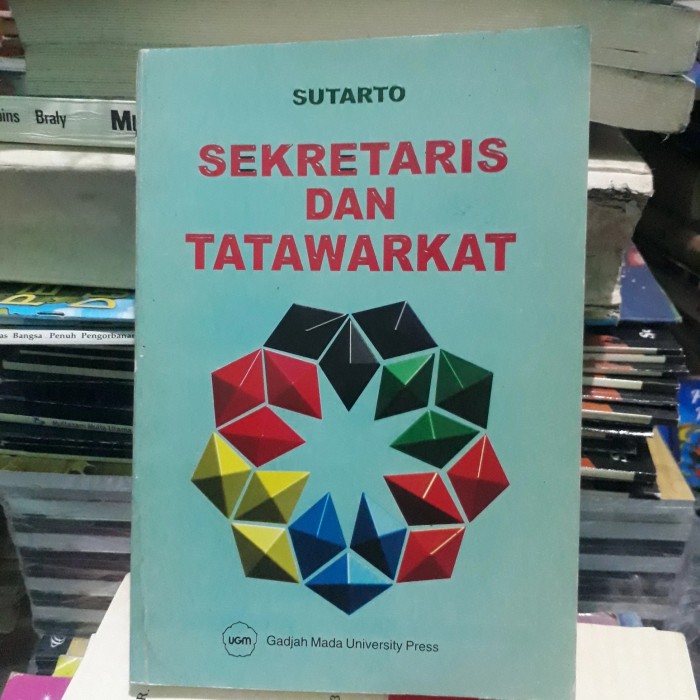 SUTARTO
SEKRETARIS
DAN
TATAWARKAT
UGM
Gadjah Mada University Press
Braly
Bangsa Penuh Pengorbanan